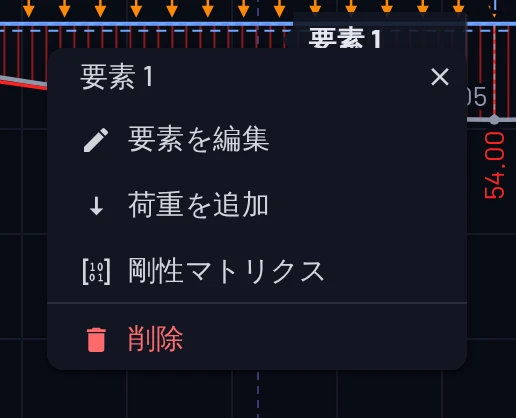 要素 1
要素 1
05
要素を編集
荷重を追加
54.00
剛性マトリクス
削除